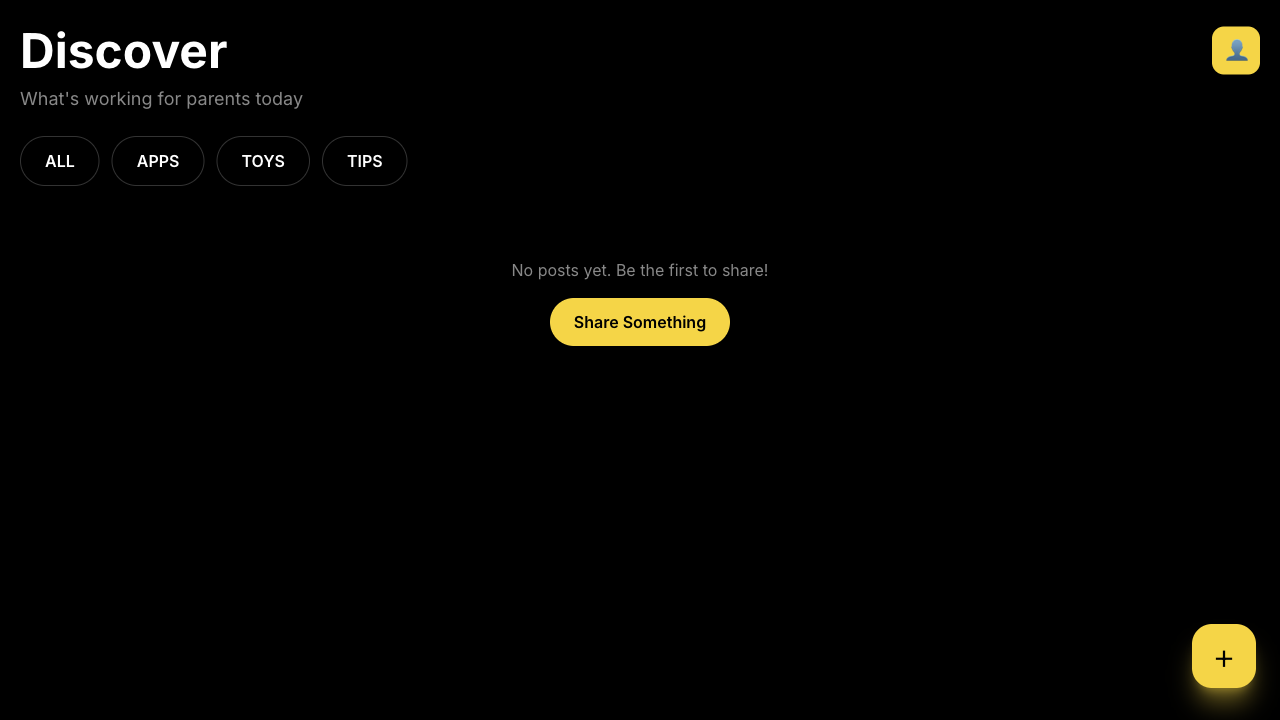 Discover
What's working for parents today
ALL APPS TOYS TIPS
No posts yet. Be the first to share!
Share Something
+